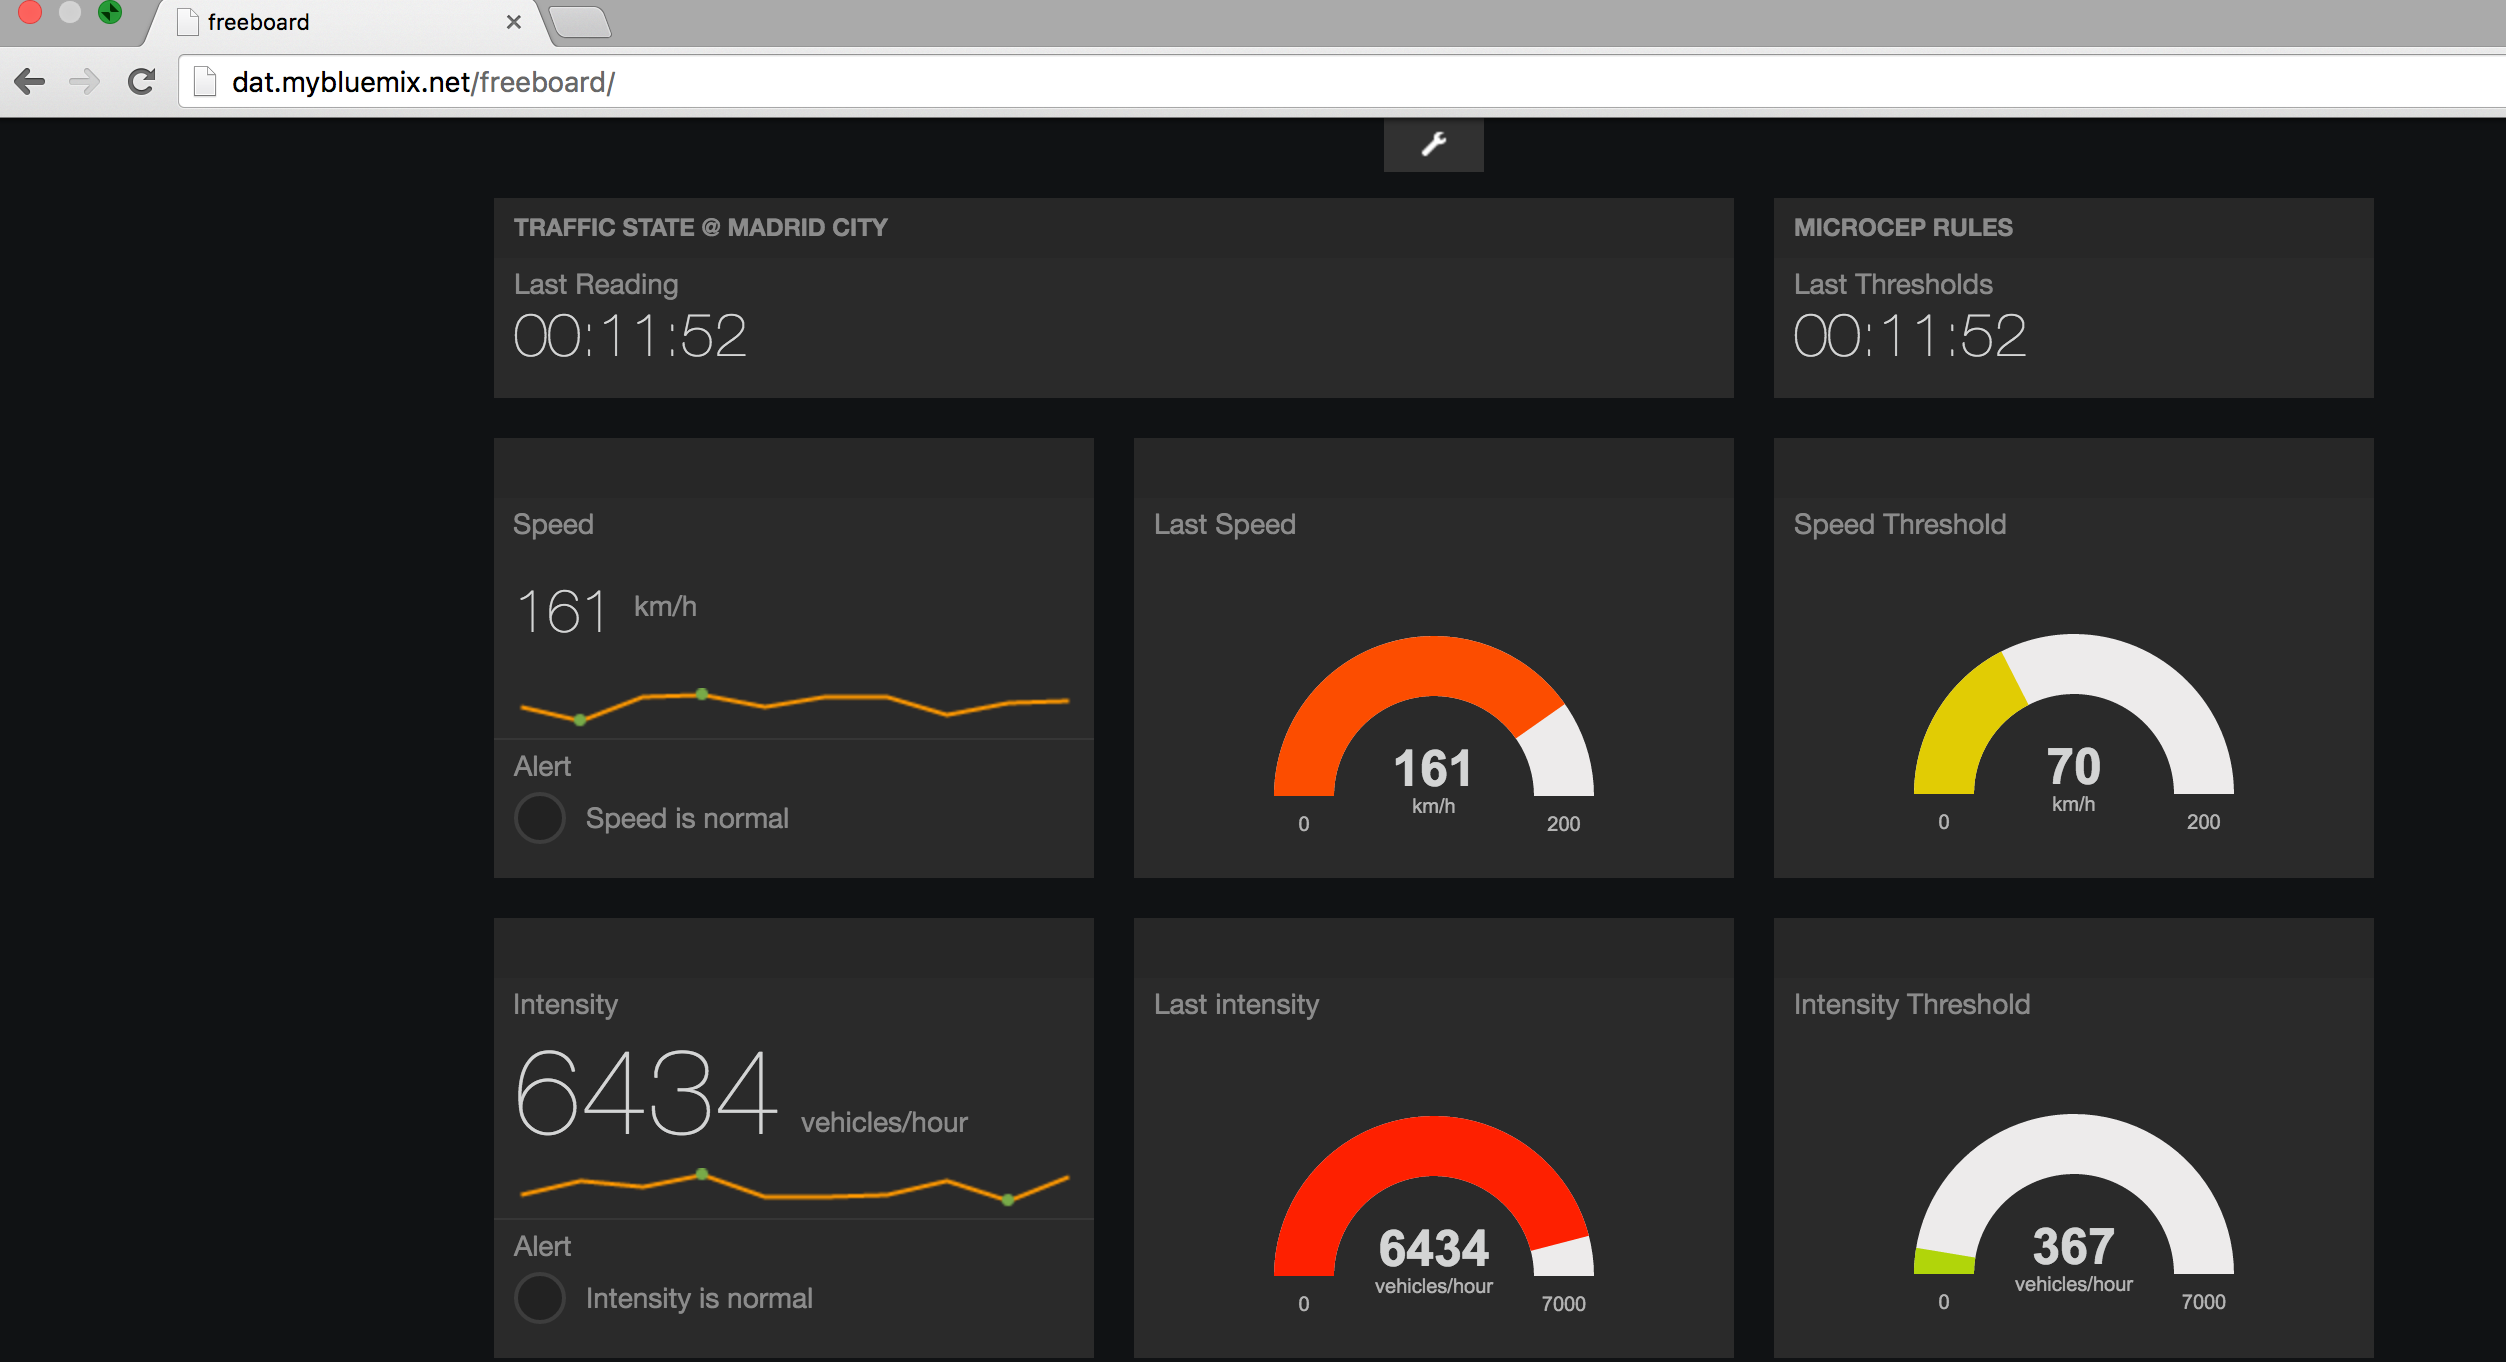 freeboard
dat.mybluemix.net/freeboard/
TRAFFIC STATE @ MADRID CITY
Last Reading
00:11:52
MICROCEP RULES
Last Thresholds
00:11:52
Speed
161 km/h
Alert
Speed is normal
Last Speed
161
km/h
0 200
Speed Threshold
70
km/h
0 200
Intensity
6434 vehicles/hour
Alert
Intensity is normal
Last intensity
6434
vehicles/hour
0 7000
Intensity Threshold
367
vehicles/hour
0 7000